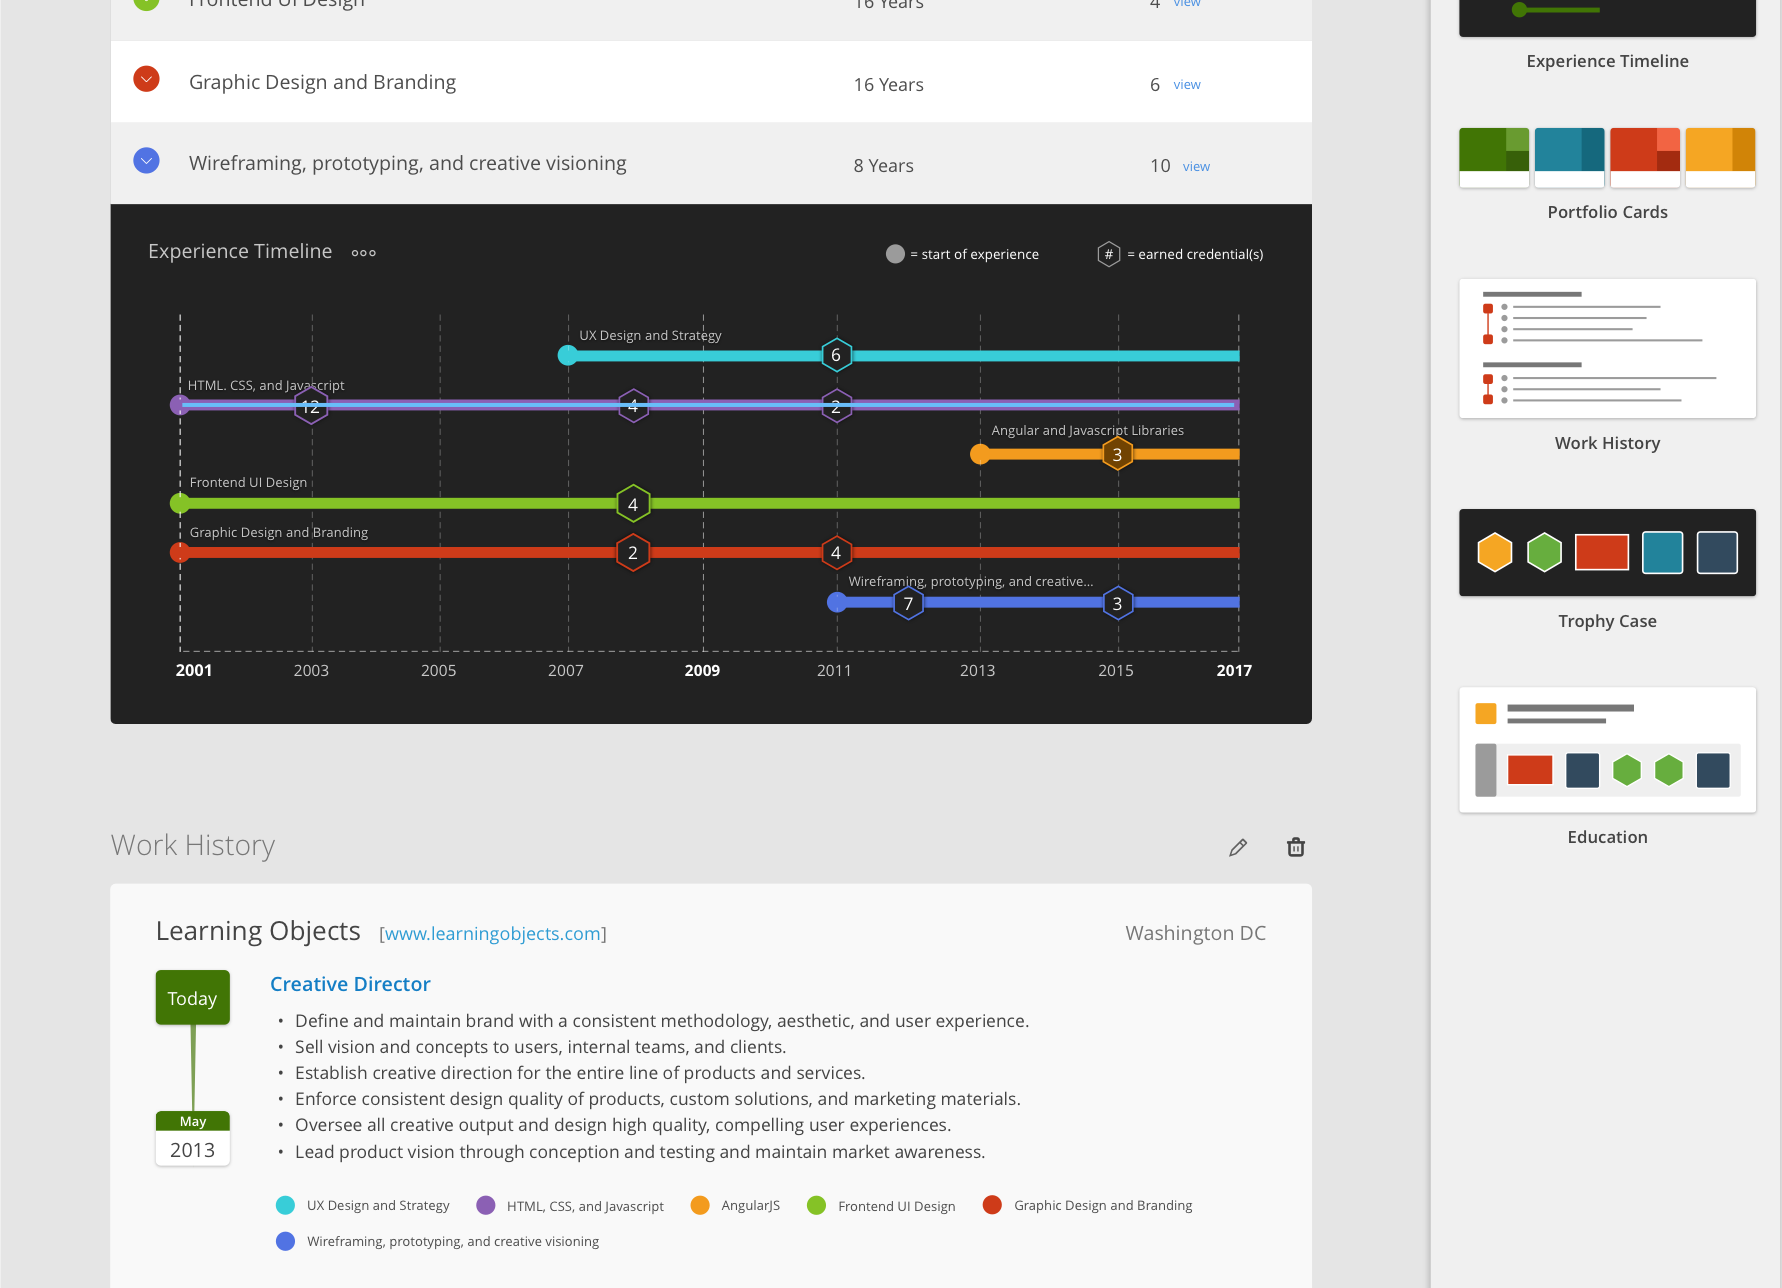 Frontend UI Design 16 Years 4 view
Graphic Design and Branding 16 Years 6 view
Wireframing, prototyping, and creative visioning 8 Years 10 view
Experience Timeline ooo
= start of experience # = earned credential(s)
UX Design and Strategy
6
HTML. CSS, and Javascript
12 4 2
Angular and Javascript Libraries
3
Frontend UI Design
4
Graphic Design and Branding
2 4
Wireframing, prototyping, and creative...
7 3
2001 2003 2005 2007 2009 2011 2013 2015 2017
Work History
Learning Objects [www.learningobjects.com] Washington DC
Today
Creative Director
• Define and maintain brand with a consistent methodology, aesthetic, and user experience.
• Sell vision and concepts to users, internal teams, and clients.
• Establish creative direction for the entire line of products and services.
• Enforce consistent design quality of products, custom solutions, and marketing materials.
• Oversee all creative output and design high quality, compelling user experiences.
• Lead product vision through conception and testing and maintain market awareness.
May
2013
UX Design and Strategy HTML, CSS, and Javascript AngularJS Frontend UI Design Graphic Design and Branding
Wireframing, prototyping, and creative visioning
Experience Timeline
Portfolio Cards
Work History
Trophy Case
Education